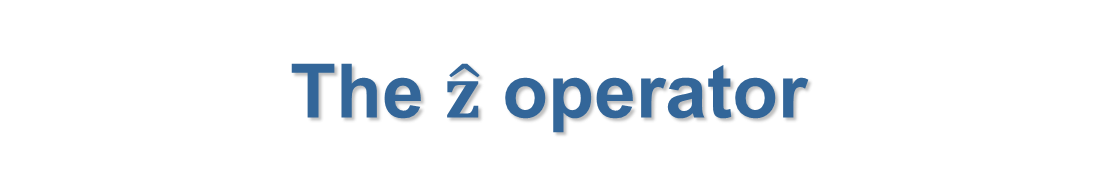 The ẑ operator